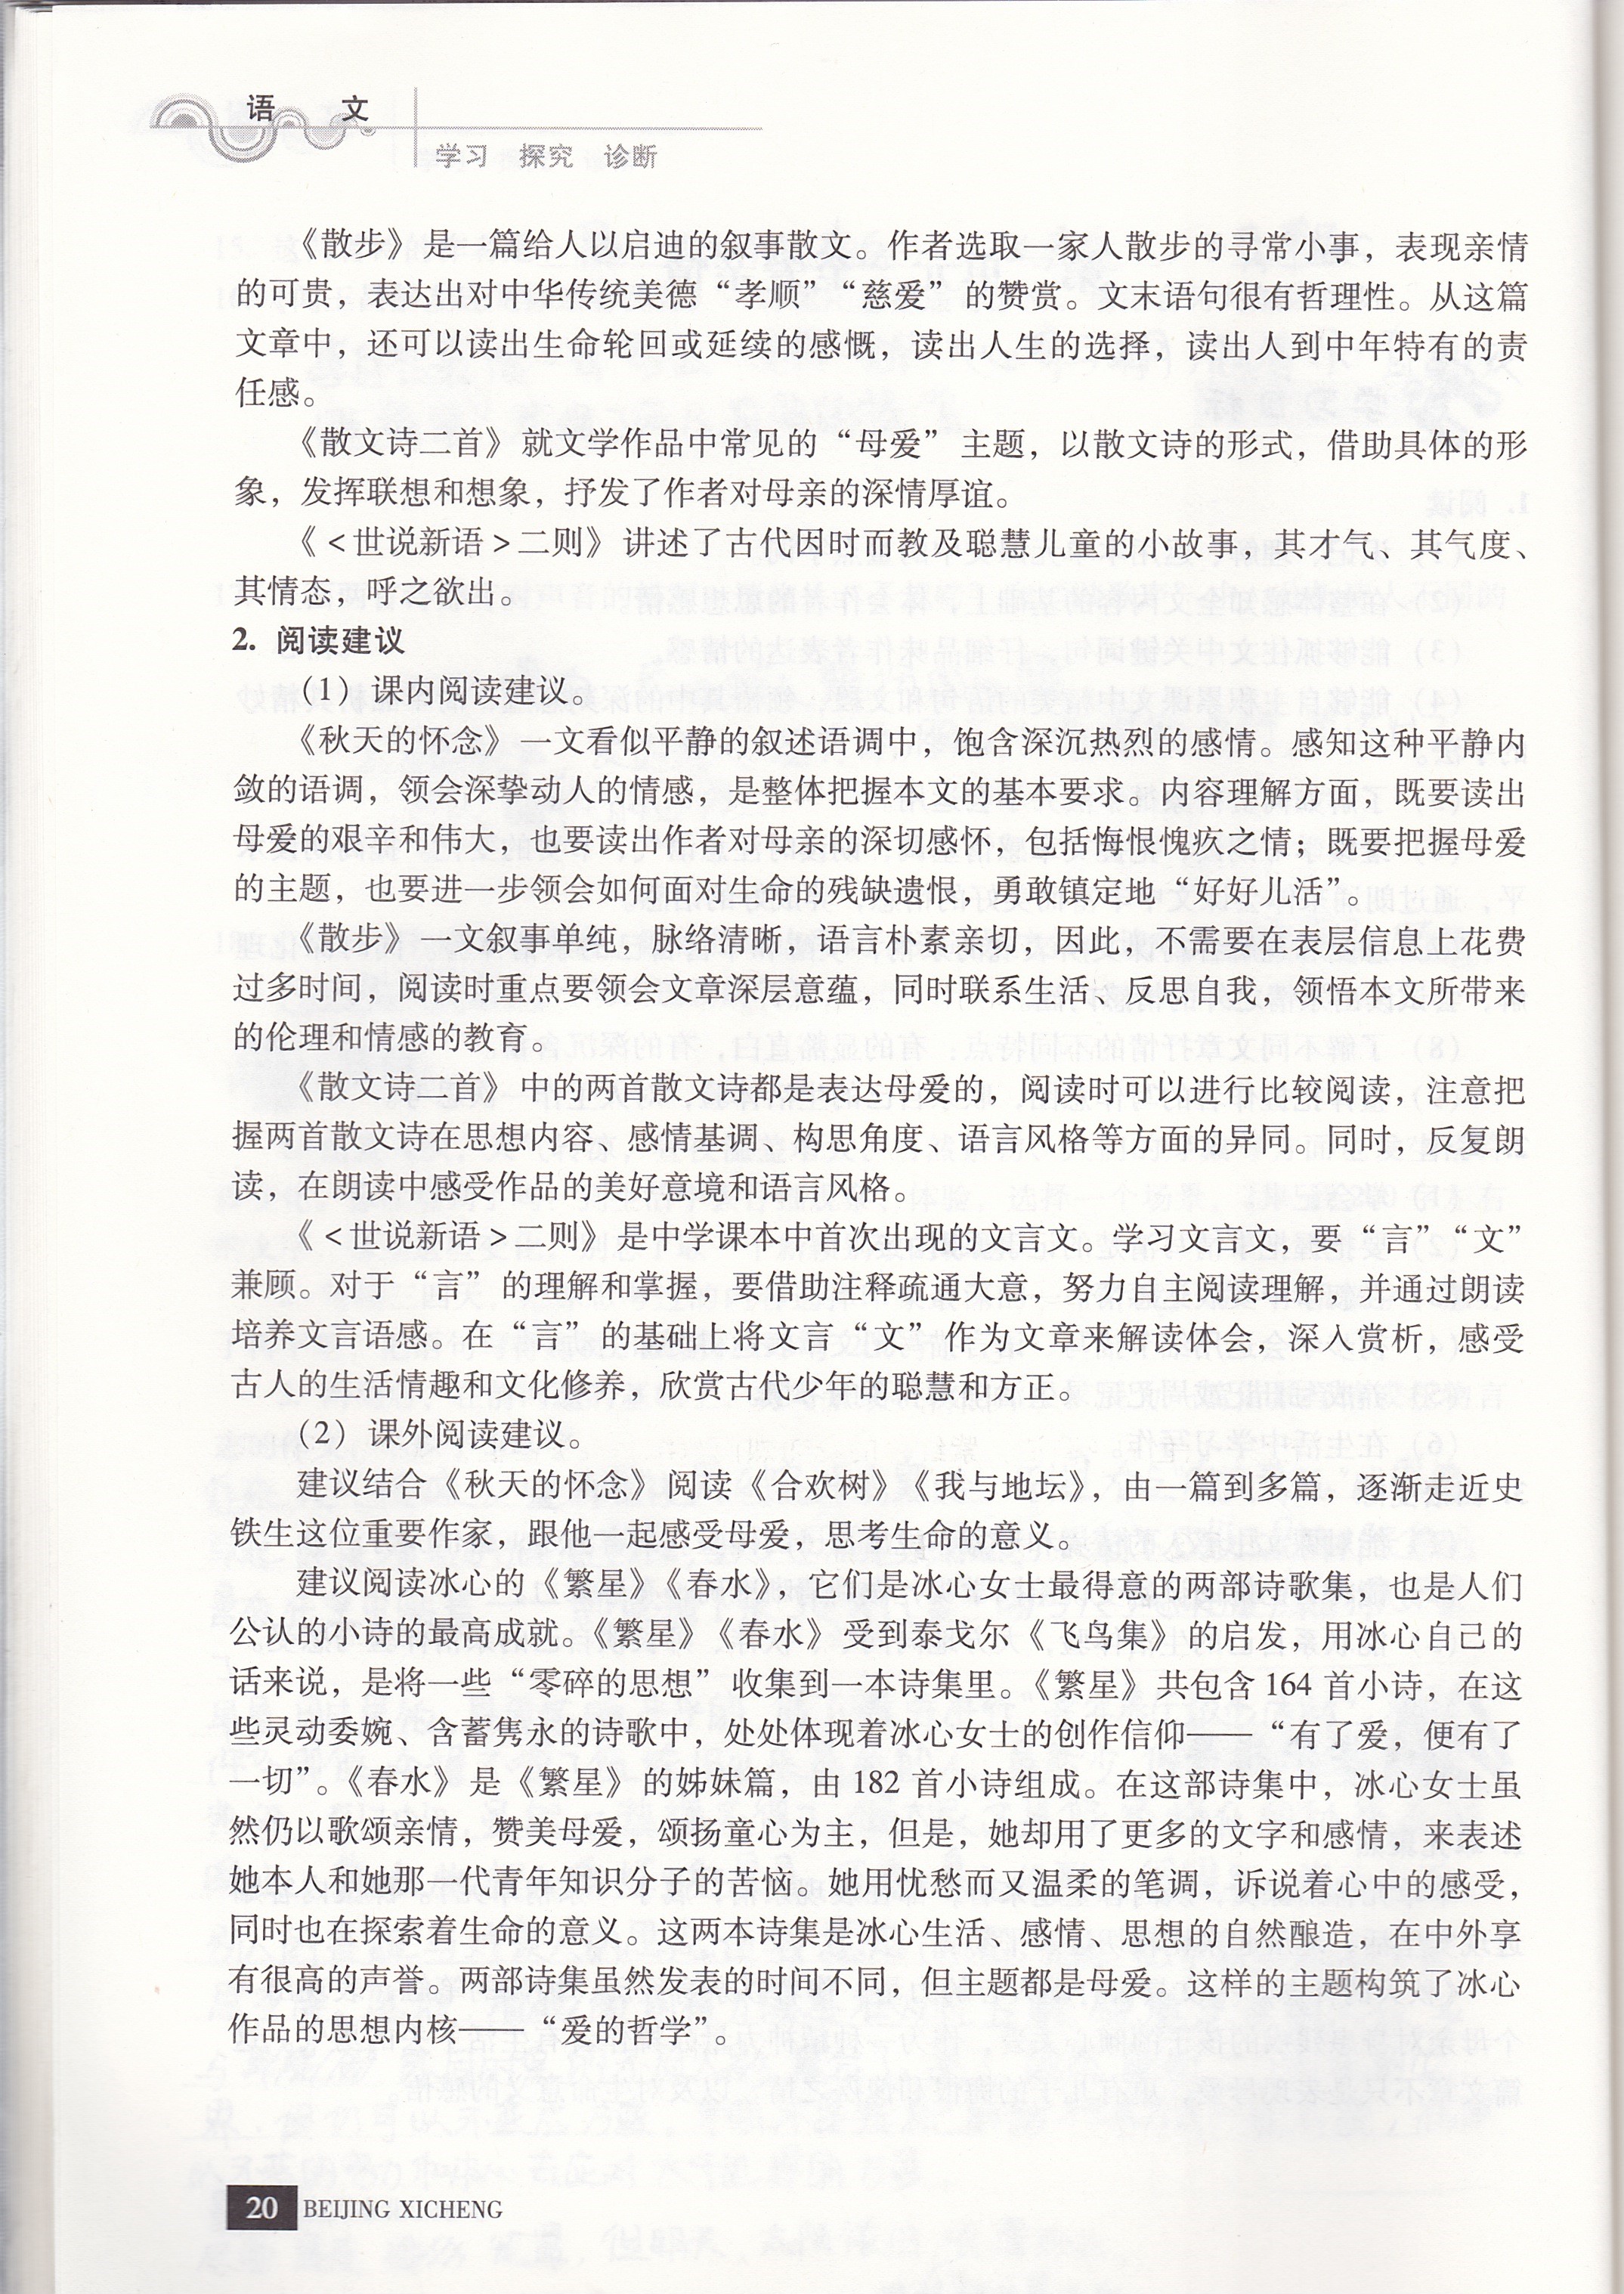 语 文
学习 探究 诊断
《散步》是一篇给人以启迪的叙事散文。作者选取一家人散步的寻常小事，表现亲情
的可贵，表达出对中华传统美德“孝顺”“慈爱”的赞赏。文末语句很有哲理性。从这篇
文章中，还可以读出生命轮回或延续的感慨，读出人生的选择，读出人到中年特有的责
任感。
《散文诗二首》就文学作品中常见的“母爱”主题，以散文诗的形式，借助具体的形
象，发挥联想和想象，抒发了作者对母亲的深情厚谊。
《<世说新语>二则》讲述了古代因时而教及聪慧儿童的小故事，其才气、其气度、
其情态，呼之欲出。
2. 阅读建议
（1）课内阅读建议。
《秋天的怀念》一文看似平静的叙述语调中，饱含深沉热烈的感情。感知这种平静内
敛的语调，领会深挚动人的情感，是整体把握本文的基本要求。内容理解方面，既要读出
母爱的艰辛和伟大，也要读出作者对母亲的深切感怀，包括悔恨愧疚之情；既要把握母爱
的主题，也要进一步领会如何面对生命的残缺遗恨，勇敢镇定地“好好儿活”。
《散步》一文叙事单纯，脉络清晰，语言朴素亲切，因此，不需要在表层信息上花费
过多时间，阅读时重点要领会文章深层意蕴，同时联系生活、反思自我，领悟本文所带来
的伦理和情感的教育。
《散文诗二首》中的两首散文诗都是表达母爱的，阅读时可以进行比较阅读，注意把
握两首散文诗在思想内容、感情基调、构思角度、语言风格等方面的异同。同时，反复朗
读，在朗读中感受作品的美好意境和语言风格。
《<世说新语>二则》是中学课本中首次出现的文言文。学习文言文，要“言”“文”
兼顾。对于“言”的理解和掌握，要借助注释疏通大意，努力自主阅读理解，并通过朗读
培养文言语感。在“言”的基础上将文言“文”作为文章来解读体会，深入赏析，感受
古人的生活情趣和文化修养，欣赏古代少年的聪慧和方正。
（2）课外阅读建议。
建议结合《秋天的怀念》阅读《合欢树》《我与地坛》，由一篇到多篇，逐渐走近史
铁生这位重要作家，跟他一起感受母爱，思考生命的意义。
建议阅读冰心的《繁星》《春水》，它们是冰心女士最得意的两部诗歌集，也是人们
公认的小诗的最高成就。《繁星》《春水》受到泰戈尔《飞鸟集》的启发，用冰心自己的
话来说，是将一些“零碎的思想”收集到一本诗集里。《繁星》共包含 164 首小诗，在这
些灵动委婉、含蓄隽永的诗歌中，处处体现着冰心女士的创作信仰——“有了爱，便有了
一切”。《春水》是《繁星》的姊妹篇，由 182 首小诗组成。在这部诗集中，冰心女士虽
然仍以歌颂亲情，赞美母爱，颂扬童心为主，但是，她却用了更多的文字和感情，来表述
她本人和她那一代青年知识分子的苦恼。她用忧愁而又温柔的笔调，诉说着心中的感受，
同时也在探索着生命的意义。这两本诗集是冰心生活、感情、思想的自然酿造，在中外享
有很高的声誉。两部诗集虽然发表的时间不同，但主题都是母爱。这样的主题构筑了冰心
作品的思想内核——“爱的哲学”。
20 BEIJING XICHENG